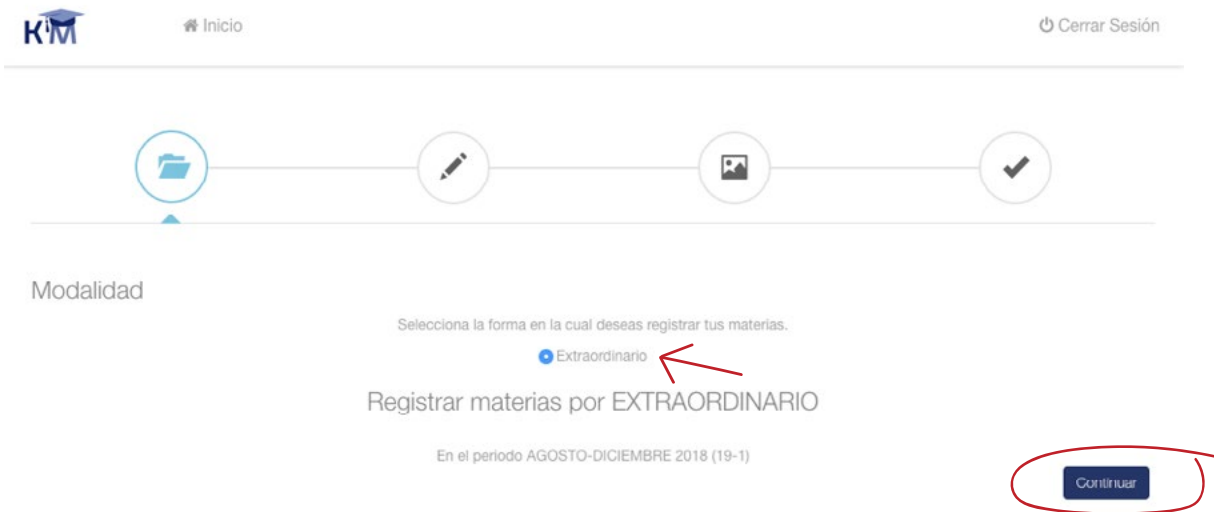 KiM Inicio Cerrar Sesión
Modalidad
Selecciona la forma en la cual deseas registrar tus materias.
Extraordinario
Registrar materias por EXTRAORDINARIO
En el periodo AGOSTO-DICIEMBRE 2018 (19-1)
Continuar